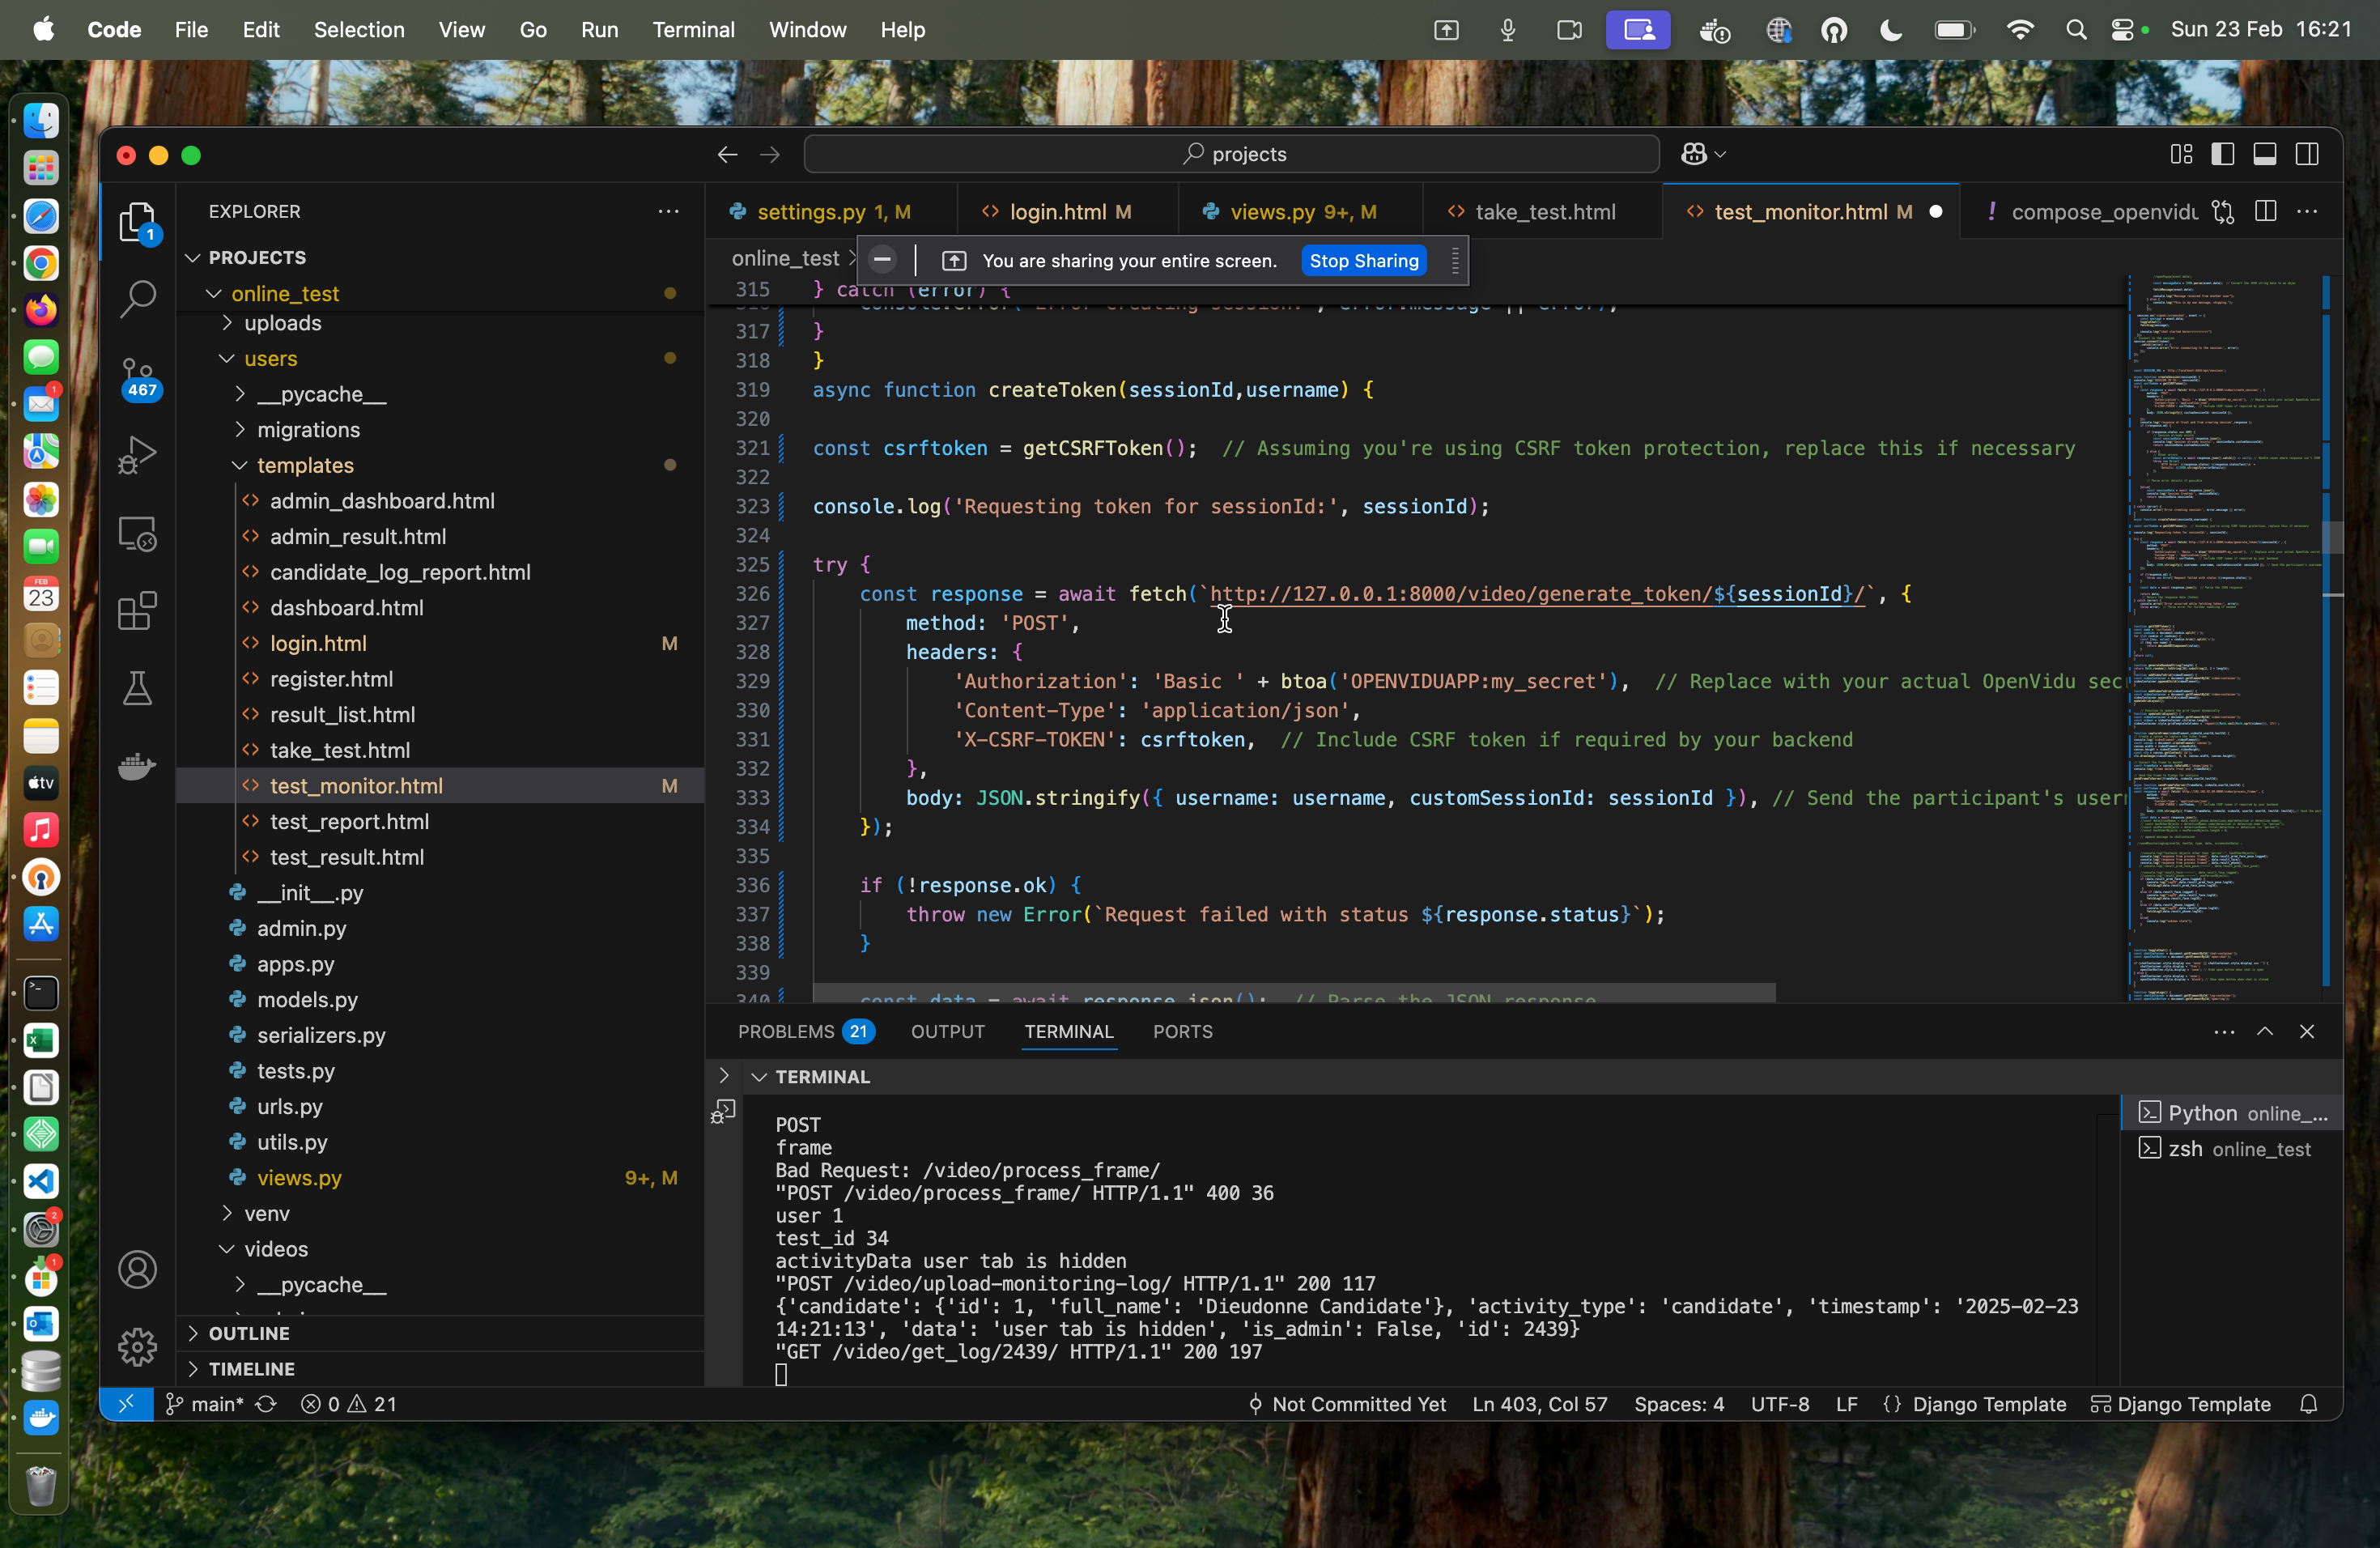 Code File Edit Selection View Go Run Terminal Window Help Sun 23 Feb 16:21
projects
EXPLORER
settings.py 1, M
login.html M
views.py 9+, M
take_test.html
test_monitor.html M
compose_openvidu
PROJECTS
online_test
uploads
users
__pycache__
migrations
templates
admin_dashboard.html
admin_result.html
candidate_log_report.html
dashboard.html
login.html M
register.html
result_list.html
take_test.html
test_monitor.html M
test_report.html
test_result.html
__init__.py
admin.py
apps.py
models.py
serializers.py
tests.py
urls.py
utils.py
views.py 9+, M
venv
videos
__pycache__
OUTLINE
TIMELINE
1
467
FEB
23
tv
online_test >
You are sharing your entire screen. Stop Sharing
315 } catch (error) {
317 }
318 }
319 async function createToken(sessionId,username) {
320
321 const csrftoken = getCSRFToken(); // Assuming you're using CSRF token protection, replace this if necessary
322
323 console.log('Requesting token for sessionId:', sessionId);
324
325 try {
326 const response = await fetch(`http://127.0.0.1:8000/video/generate_token/${sessionId}/`, {
327 method: 'POST',
328 headers: {
329 'Authorization': 'Basic ' + btoa('OPENVIDUAPP:my_secret'), // Replace with your actual OpenVidu sec
330 'Content-Type': 'application/json',
331 'X-CSRF-TOKEN': csrftoken, // Include CSRF token if required by your backend
332 },
333 body: JSON.stringify({ username: username, customSessionId: sessionId }), // Send the participant's user
334 });
335
336 if (!response.ok) {
337 throw new Error(`Request failed with status ${response.status}`);
338 }
339
340 const data = await response.json(); // Parse the JSON response
PROBLEMS 21 OUTPUT TERMINAL PORTS
TERMINAL
POST
frame
Bad Request: /video/process_frame/
"POST /video/process_frame/ HTTP/1.1" 400 36
user 1
test_id 34
activityData user tab is hidden
"POST /video/upload-monitoring-log/ HTTP/1.1" 200 117
{'candidate': {'id': 1, 'full_name': 'Dieudonne Candidate'}, 'activity_type': 'candidate', 'timestamp': '2025-02-23
14:21:13', 'data': 'user tab is hidden', 'is_admin': False, 'id': 2439}
"GET /video/get_log/2439/ HTTP/1.1" 200 197
Python online_...
zsh online_test
main* 0 21 Not Committed Yet Ln 403, Col 57 Spaces: 4 UTF-8 LF {} Django Template Django Template